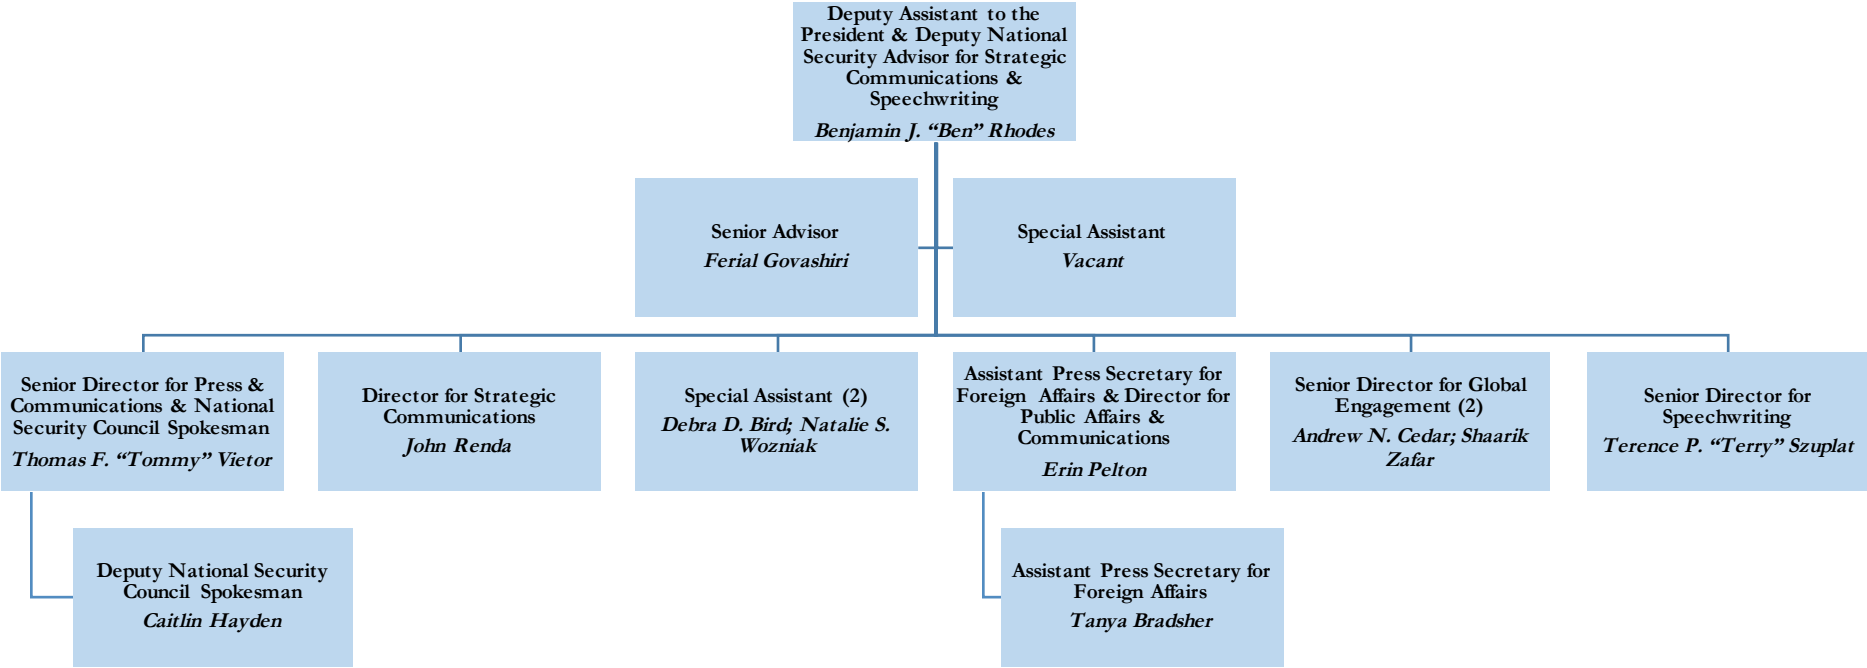 Deputy Assistant to the
President & Deputy National
Security Advisor for Strategic
Communications &
Speechwriting
Benjamin J. “Ben” Rhodes
Senior Advisor
Ferial Govashiri
Special Assistant
Vacant
Senior Director for Press &
Communications & National
Security Council Spokesman
Thomas F. “Tommy” Vietor
Director for Strategic
Communications
John Renda
Special Assistant (2)
Debra D. Bird; Natalie S.
Wozniak
Assistant Press Secretary for
Foreign Affairs & Director for
Public Affairs &
Communications
Erin Pelton
Senior Director for Global
Engagement (2)
Andrew N. Cedar; Shaarik
Zafar
Senior Director for
Speechwriting
Terence P. “Terry” Szuplat
Deputy National Security
Council Spokesman
Caitlin Hayden
Assistant Press Secretary for
Foreign Affairs
Tanya Bradsher